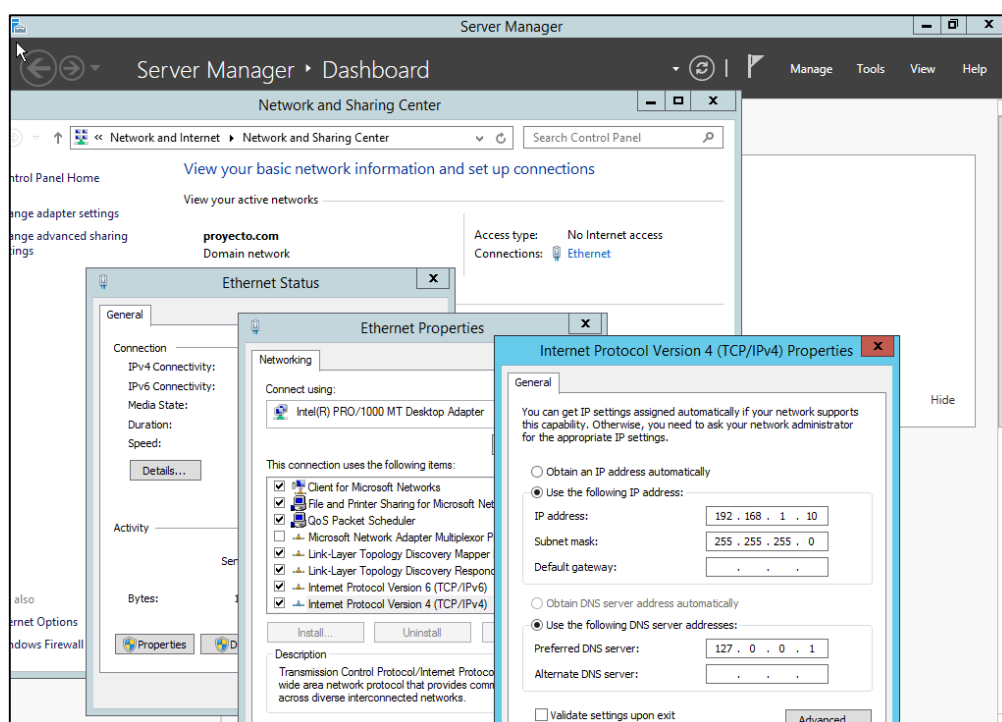 Server Manager
Server Manager • Dashboard
Manage Tools View Help
Network and Sharing Center
« Network and Internet Network and Sharing Center
Search Control Panel
View your basic network information and set up connections
ntrol Panel Home
View your active networks
ange adapter settings
ange advanced sharing
tings
proyecto.com
Domain network
Access type: No Internet access
Connections: Ethernet
Ethernet Status
General
Connection
IPv4 Connectivity:
IPv6 Connectivity:
Media State:
Duration:
Speed:
Details...
Activity
Ser
Bytes: 1
Properties D
also
ernet Options
ndows Firewall
Ethernet Properties
Networking
Connect using:
Intel(R) PRO/1000 MT Desktop Adapter
This connection uses the following items:
Client for Microsoft Networks
File and Printer Sharing for Microsoft Net
QoS Packet Scheduler
Microsoft Network Adapter Multiplexor P
Link-Layer Topology Discovery Mapper
Link-Layer Topology Discovery Respond
Internet Protocol Version 6 (TCP/IPv6)
Internet Protocol Version 4 (TCP/IPv4)
Install... Uninstall
Description
Transmission Control Protocol/Internet Protoco
wide area network protocol that provides comm
across diverse interconnected networks.
Internet Protocol Version 4 (TCP/IPv4) Properties
General
You can get IP settings assigned automatically if your network supports
this capability. Otherwise, you need to ask your network administrator
for the appropriate IP settings.
Obtain an IP address automatically
Use the following IP address:
IP address: 192 . 168 . 1 . 10
Subnet mask: 255 . 255 . 255 . 0
Default gateway: . . .
Obtain DNS server address automatically
Use the following DNS server addresses:
Preferred DNS server: 127 . 0 . 0 . 1
Alternate DNS server: . . .
Validate settings upon exit
Advanced...
Hide